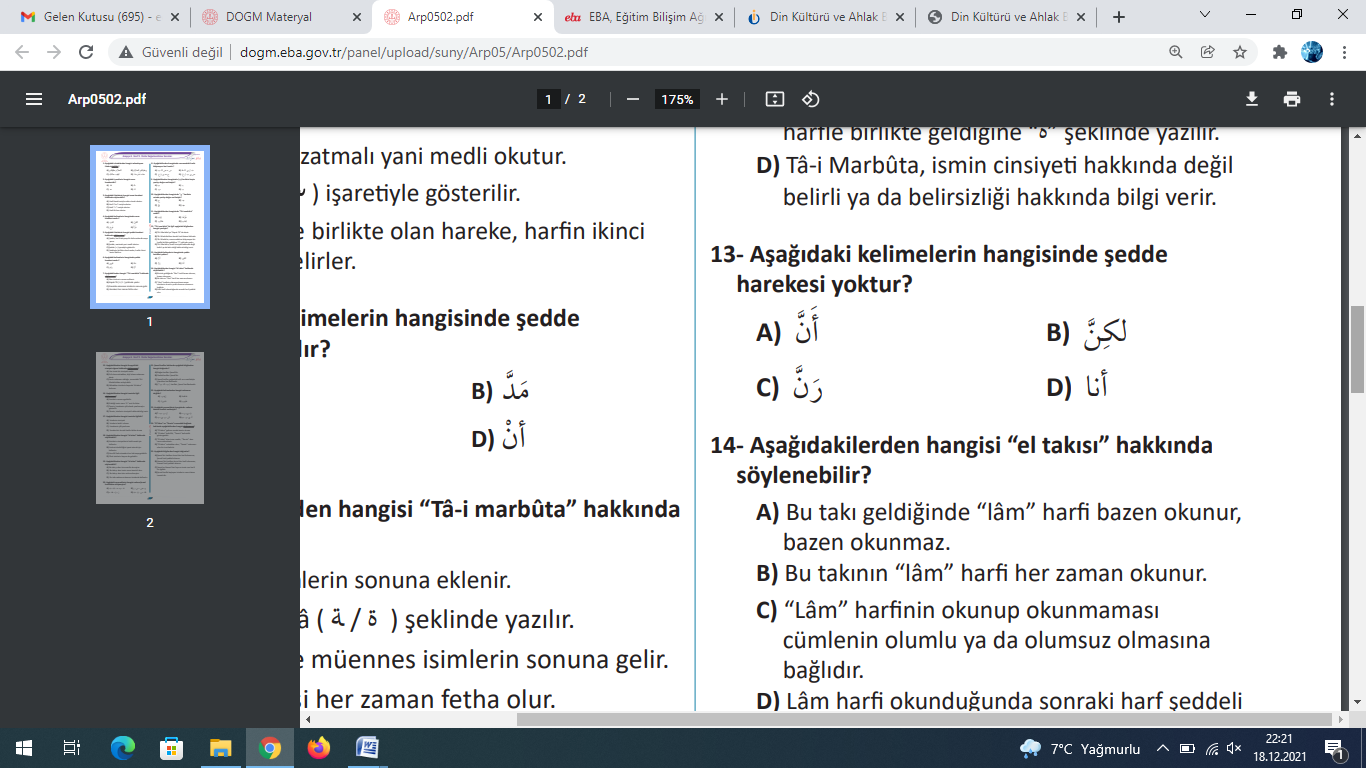 Gelen Kutusu (695) - e
DOGM Materyal
Arp0502.pdf
EBA, Eğitim Bilişim Ağ
Din Kültürü ve Ahlak B
Din Kültürü ve Ahlak B
Güvenli değil
dogm.eba.gov.tr/panel/upload/suny/Arp05/Arp0502.pdf
Arp0502.pdf
1 / 2
175%
1
2
zatmalı yani medli okutur.
) işaretiyle gösterilir.
e birlikte olan hareke, harfin ikinci
elirler.
imelerin hangisinde şedde
ır?
B) مَدَّ
D) أنْ
den hangisi “Tâ-i marbûta” hakkında
lerin sonuna eklenir.
â ( ة / ـة ) şeklinde yazılır.
e müennes isimlerin sonuna gelir.
i her zaman fetha olur.
harfle birlikte geldiğine “ه” şeklinde yazılır.
D) Tâ-i Marbûta, ismin cinsiyeti hakkında değil
belirli ya da belirsizliği hakkında bilgi verir.
13- Aşağıdaki kelimelerin hangisinde şedde
harekesi yoktur?
A) أَنَّ
B) لكِنَّ
C) رَنَّ
D) أنا
14- Aşağıdakilerden hangisi “el takısı” hakkında
söylenebilir?
A) Bu takı geldiğinde “lâm” harfi bazen okunur,
bazen okunmaz.
B) Bu takının “lâm” harfi her zaman okunur.
C) “Lâm” harfinin okunup okunmaması
cümlenin olumlu ya da olumsuz olmasına
bağlıdır.
D) Lâm harfi okunduğunda sonraki harf şeddeli
7°C Yağmurlu
22:21
18.12.2021
1